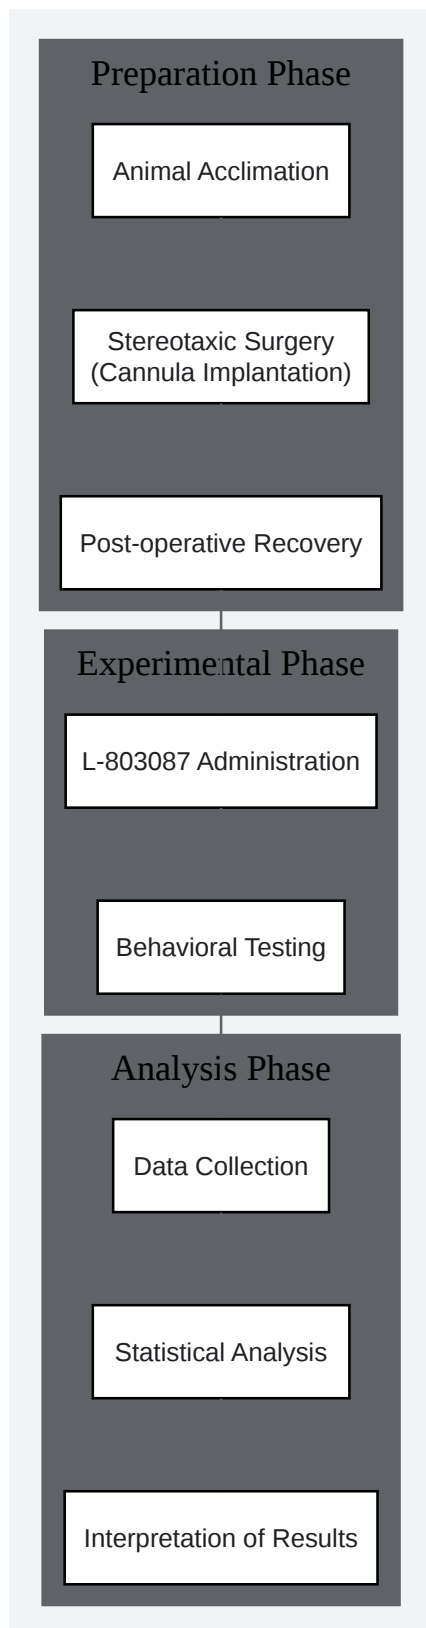 Preparation Phase
Animal Acclimation
Stereotaxic Surgery
(Cannula Implantation)
Post-operative Recovery
Experimental Phase
L-803087 Administration
Behavioral Testing
Analysis Phase
Data Collection
Statistical Analysis
Interpretation of Results